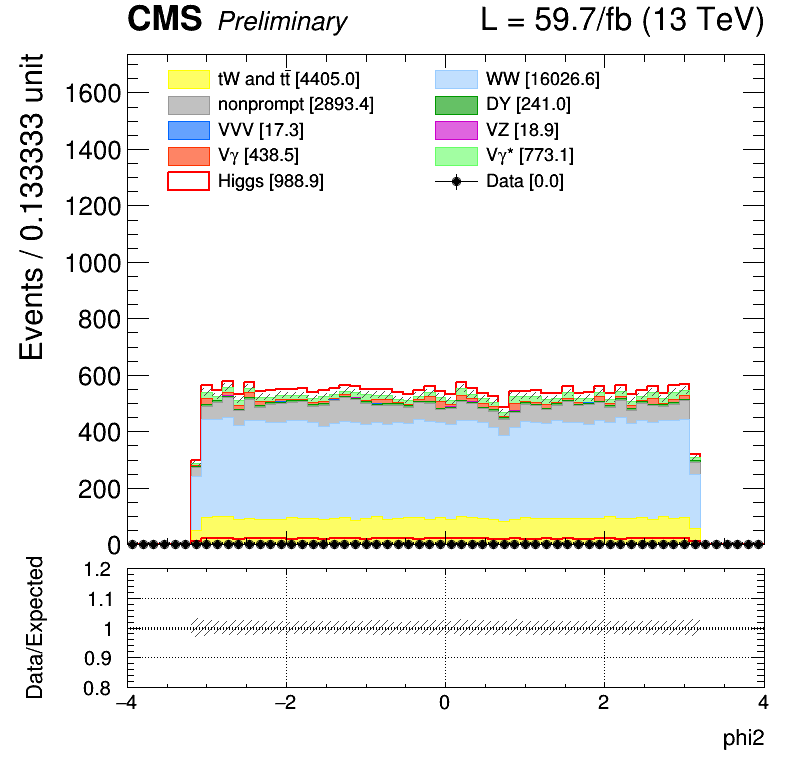 CMS Preliminary L = 59.7/fb (13 TeV)
Events / 0.133333 unit
tW and tt̄ [4405.0] WW [16026.6]
nonprompt [2893.4] DY [241.0]
VVV [17.3] VZ [18.9]
Vγ [438.5] Vγ* [773.1]
Higgs [988.9] Data [0.0]
1600
1400
1200
1000
800
600
400
200
0
Data/Expected
1.2
1.1
1
0.9
0.8
−4 −2 0 2 4
phi2